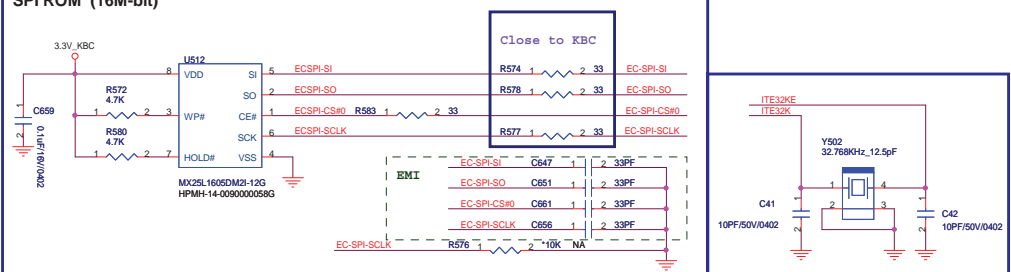 SPI ROM (16M-bit)
3.3V_KBC
Close to KBC
U512
8 VDD SI 5 ECSPI-SI R574 1 2 33 EC-SPI-SI
SO 2 ECSPI-SO R578 1 2 33 EC-SPI-SO
R572
4.7K
1 2 3 WP# CE# 1 ECSPI-CS#0 R583 1 2 33 EC-SPI-CS#0
SCK 6 ECSPI-SCLK R577 1 2 33 EC-SPI-SCLK
R580
4.7K
1 2 7 HOLD# VSS 4
1
C659
2
0.1uF/16V/0402
MX25L1605DM2I-12G
HPMH-14-0090000058G
EMI
EC-SPI-SI C647 1 2 33PF
EC-SPI-SO C651 1 2 33PF
EC-SPI-CS#0 C661 1 2 33PF
EC-SPI-SCLK C656 1 2 33PF
EC-SPI-SCLK R576 1 2 *10K NA
ITE32KE
ITE32K
Y502
32.768KHz_12.5pF
1 4
2 3
C41 1 2
10PF/50V/0402
1 2 C42
10PF/50V/0402